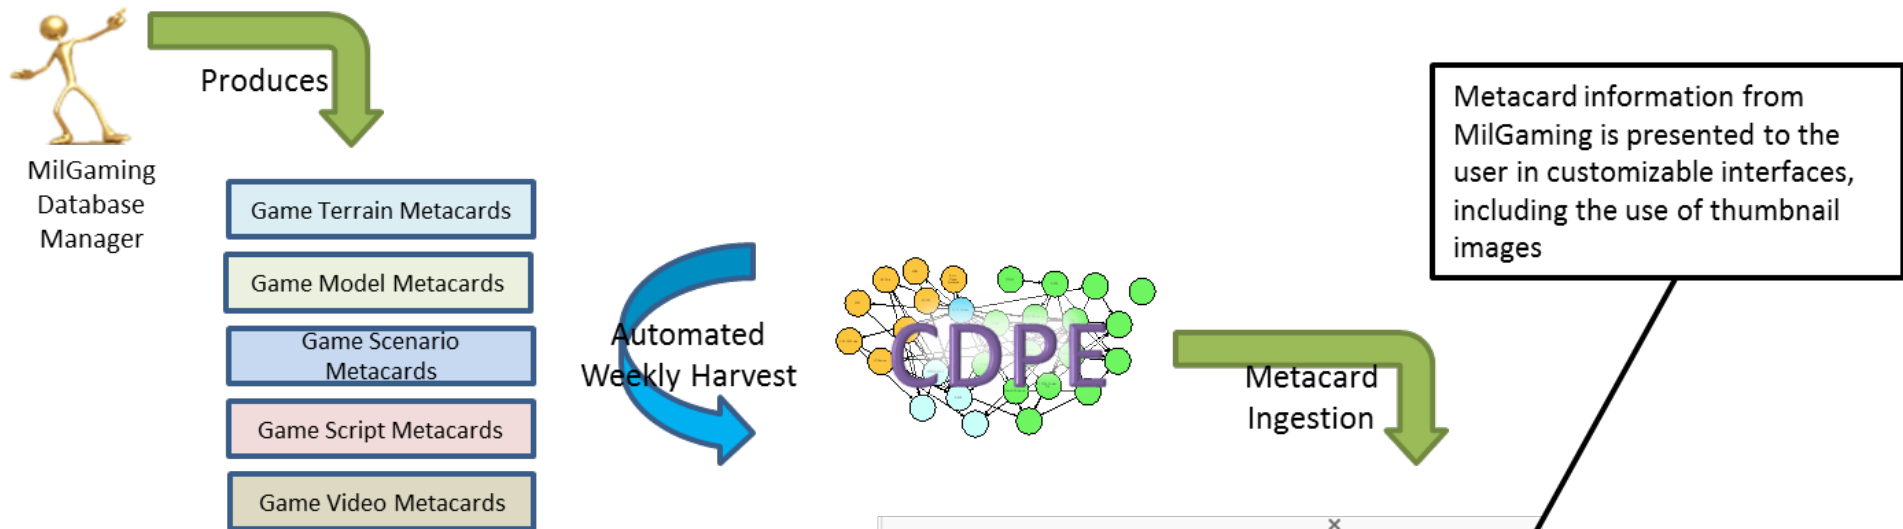 Produces
MilGaming
Database
Manager
Game Terrain Metacards
Game Model Metacards
Game Scenario
Metacards
Game Script Metacards
Game Video Metacards
Automated
Weekly Harvest
CDPE
Metacard
Ingestion
Metacard information from
MilGaming is presented to the
user in customizable interfaces,
including the use of thumbnail
images